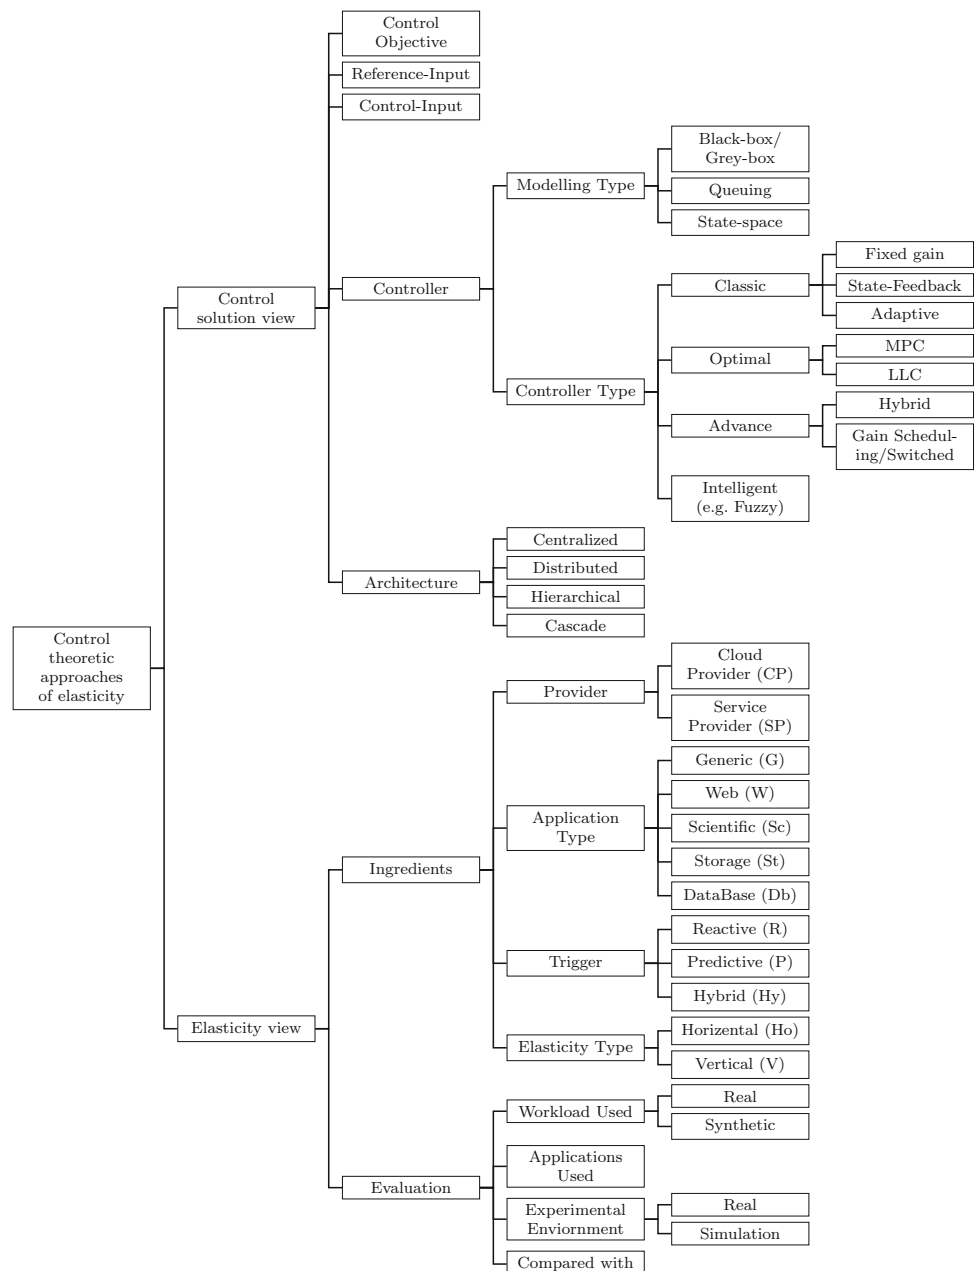 Control
Objective
Reference-Input
Control-Input
Black-box/
Grey-box
Modelling Type
Queuing
State-space
Fixed gain
Control
solution view
Controller
Classic
State-Feedback
Adaptive
MPC
Optimal
LLC
Controller Type
Hybrid
Advance
Gain Schedul-
ing/Switched
Intelligent
(e.g. Fuzzy)
Centralized
Distributed
Architecture
Hierarchical
Cascade
Control
theoretic
approaches
of elasticity
Cloud
Provider (CP)
Provider
Service
Provider (SP)
Generic (G)
Web (W)
Application
Type
Scientific (Sc)
Storage (St)
Ingredients
DataBase (Db)
Reactive (R)
Trigger
Predictive (P)
Hybrid (Hy)
Elasticity view
Horizental (Ho)
Elasticity Type
Vertical (V)
Real
Workload Used
Synthetic
Applications
Used
Evaluation
Real
Experimental
Enviornment
Simulation
Compared with